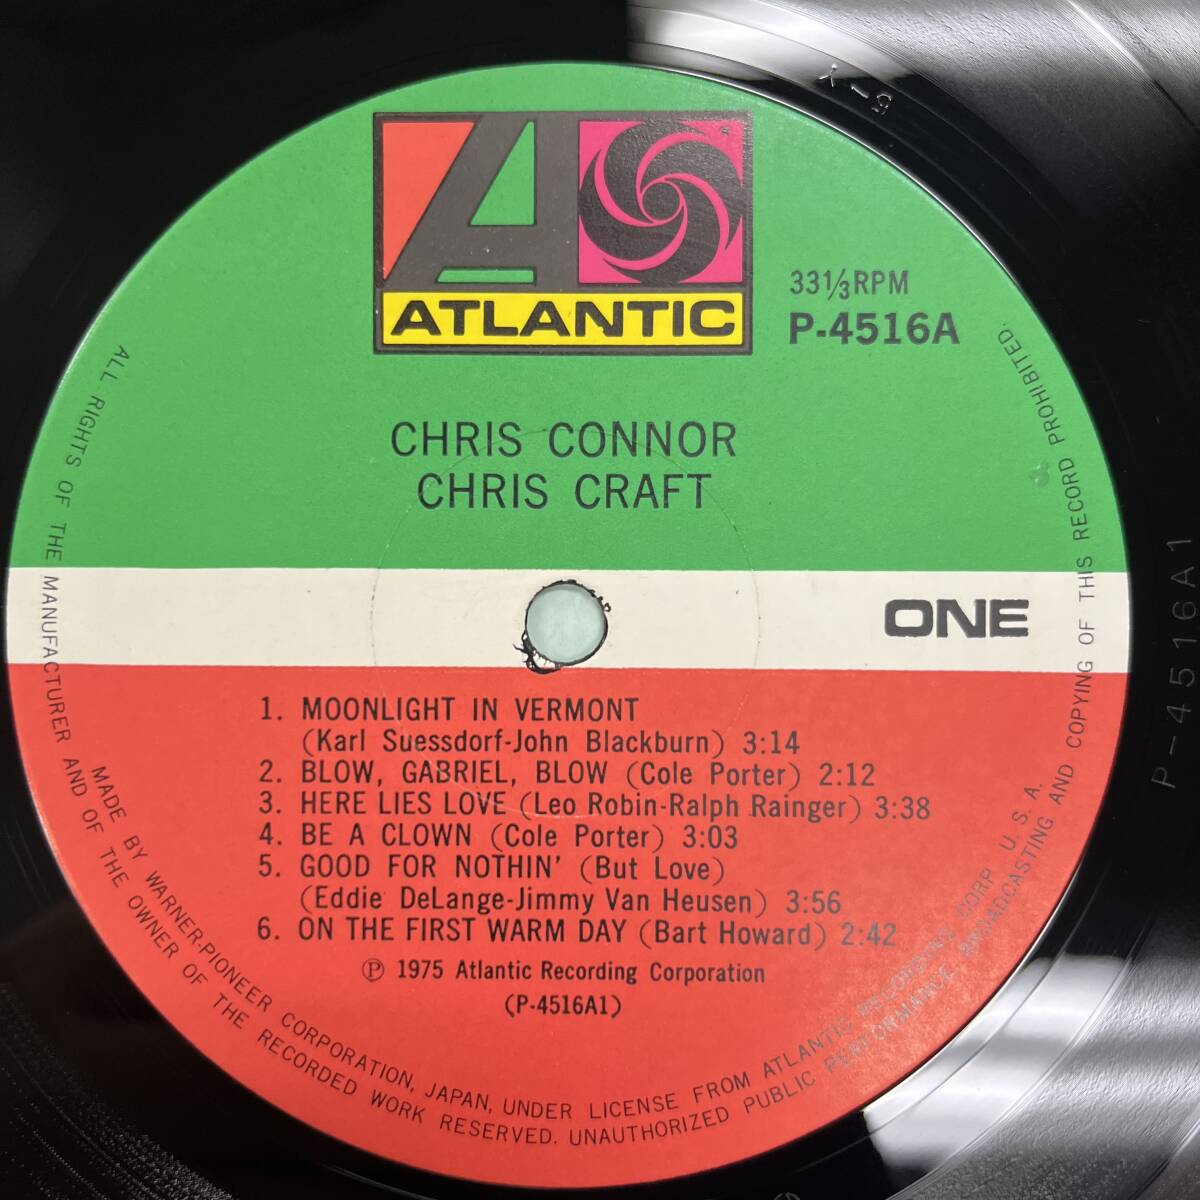 ATLANTIC
33⅓RPM
P-4516A
CHRIS CONNOR
CHRIS CRAFT
ONE
1. MOONLIGHT IN VERMONT
(Karl Suessdorf-John Blackburn) 3:14
2. BLOW, GABRIEL, BLOW (Cole Porter) 2:12
3. HERE LIES LOVE (Leo Robin-Ralph Rainger) 3:38
4. BE A CLOWN (Cole Porter) 3:03
5. GOOD FOR NOTHIN' (But Love)
(Eddie DeLange-Jimmy Van Heusen) 3:56
6. ON THE FIRST WARM DAY (Bart Howard) 2:42
Ⓟ 1975 Atlantic Recording Corporation
(P-4516A1)
MADE BY WARNER-PIONEER CORPORATION, JAPAN, UNDER LICENSE FROM ATLANTIC RECORDING CORP. U. S. A.
ALL RIGHTS OF THE MANUFACTURER AND OF THE OWNER OF THE RECORDED WORK RESERVED. UNAUTHORIZED PUBLIC PERFORMANCE, BROADCASTING AND COPYING OF THIS RECORD PROHIBITED.
P-4516A1